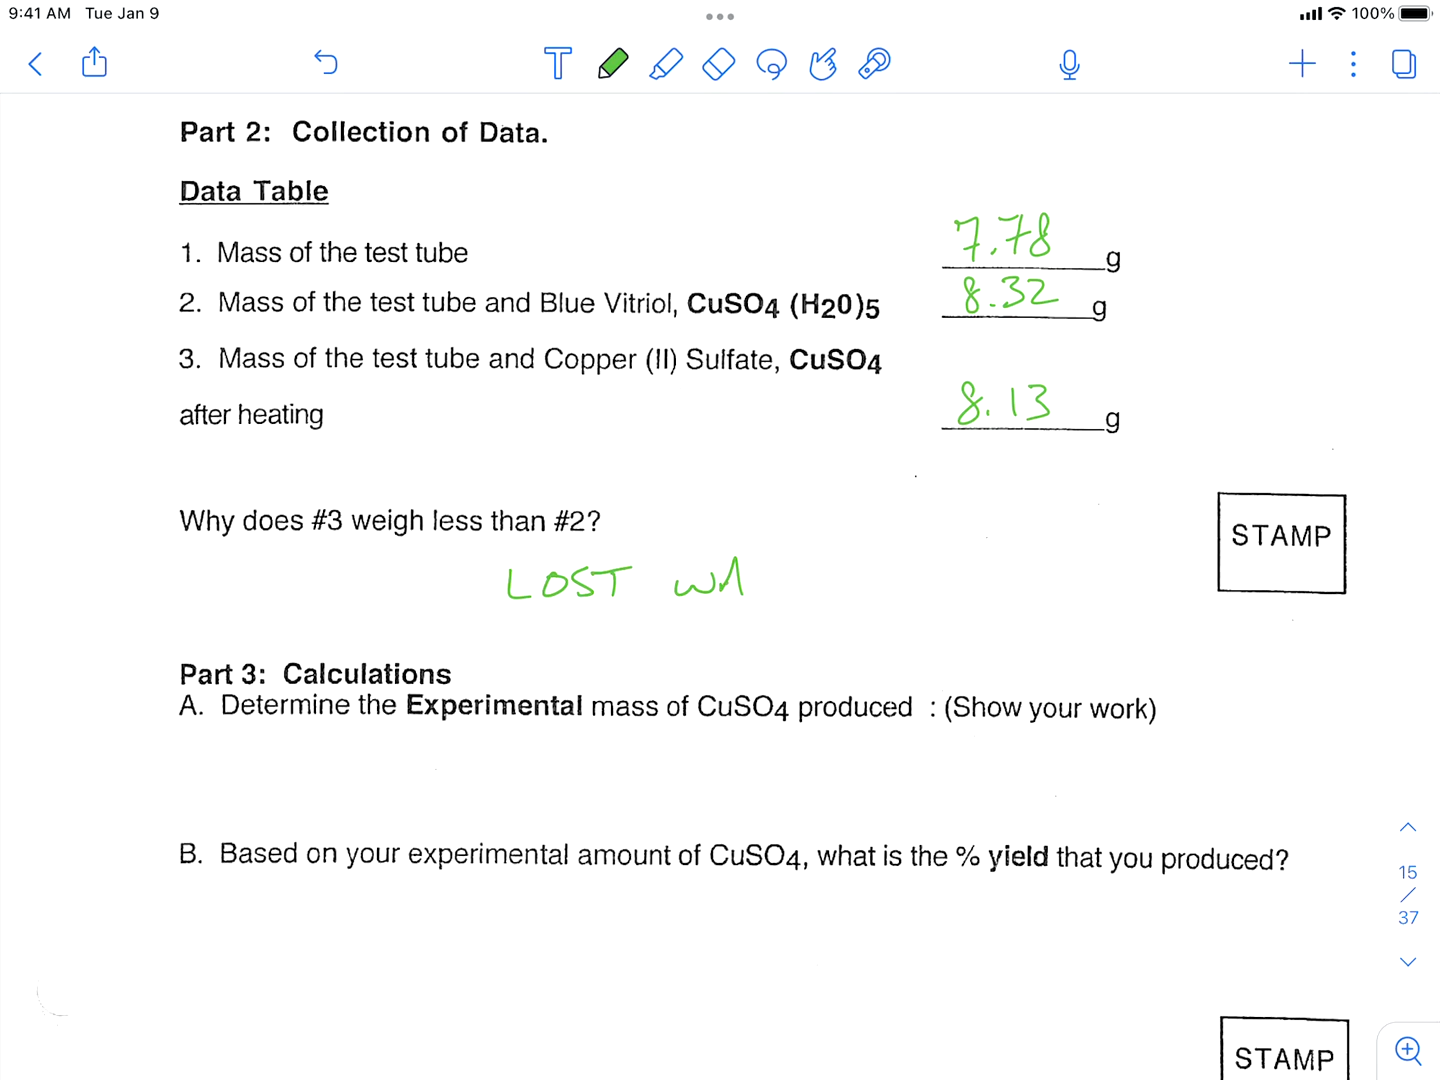 9:41 AM Tue Jan 9
100%
Part 2: Collection of Data.
Data Table
1. Mass of the test tube 7.78 g
2. Mass of the test tube and Blue Vitriol, CuSO4 (H20)5 8.32 g
3. Mass of the test tube and Copper (II) Sulfate, CuSO4
after heating 8.13 g
Why does #3 weigh less than #2?
STAMP
LOST WA
Part 3: Calculations
A. Determine the Experimental mass of CuSO4 produced : (Show your work)
B. Based on your experimental amount of CuSO4, what is the % yield that you produced?
15
/
37
STAMP